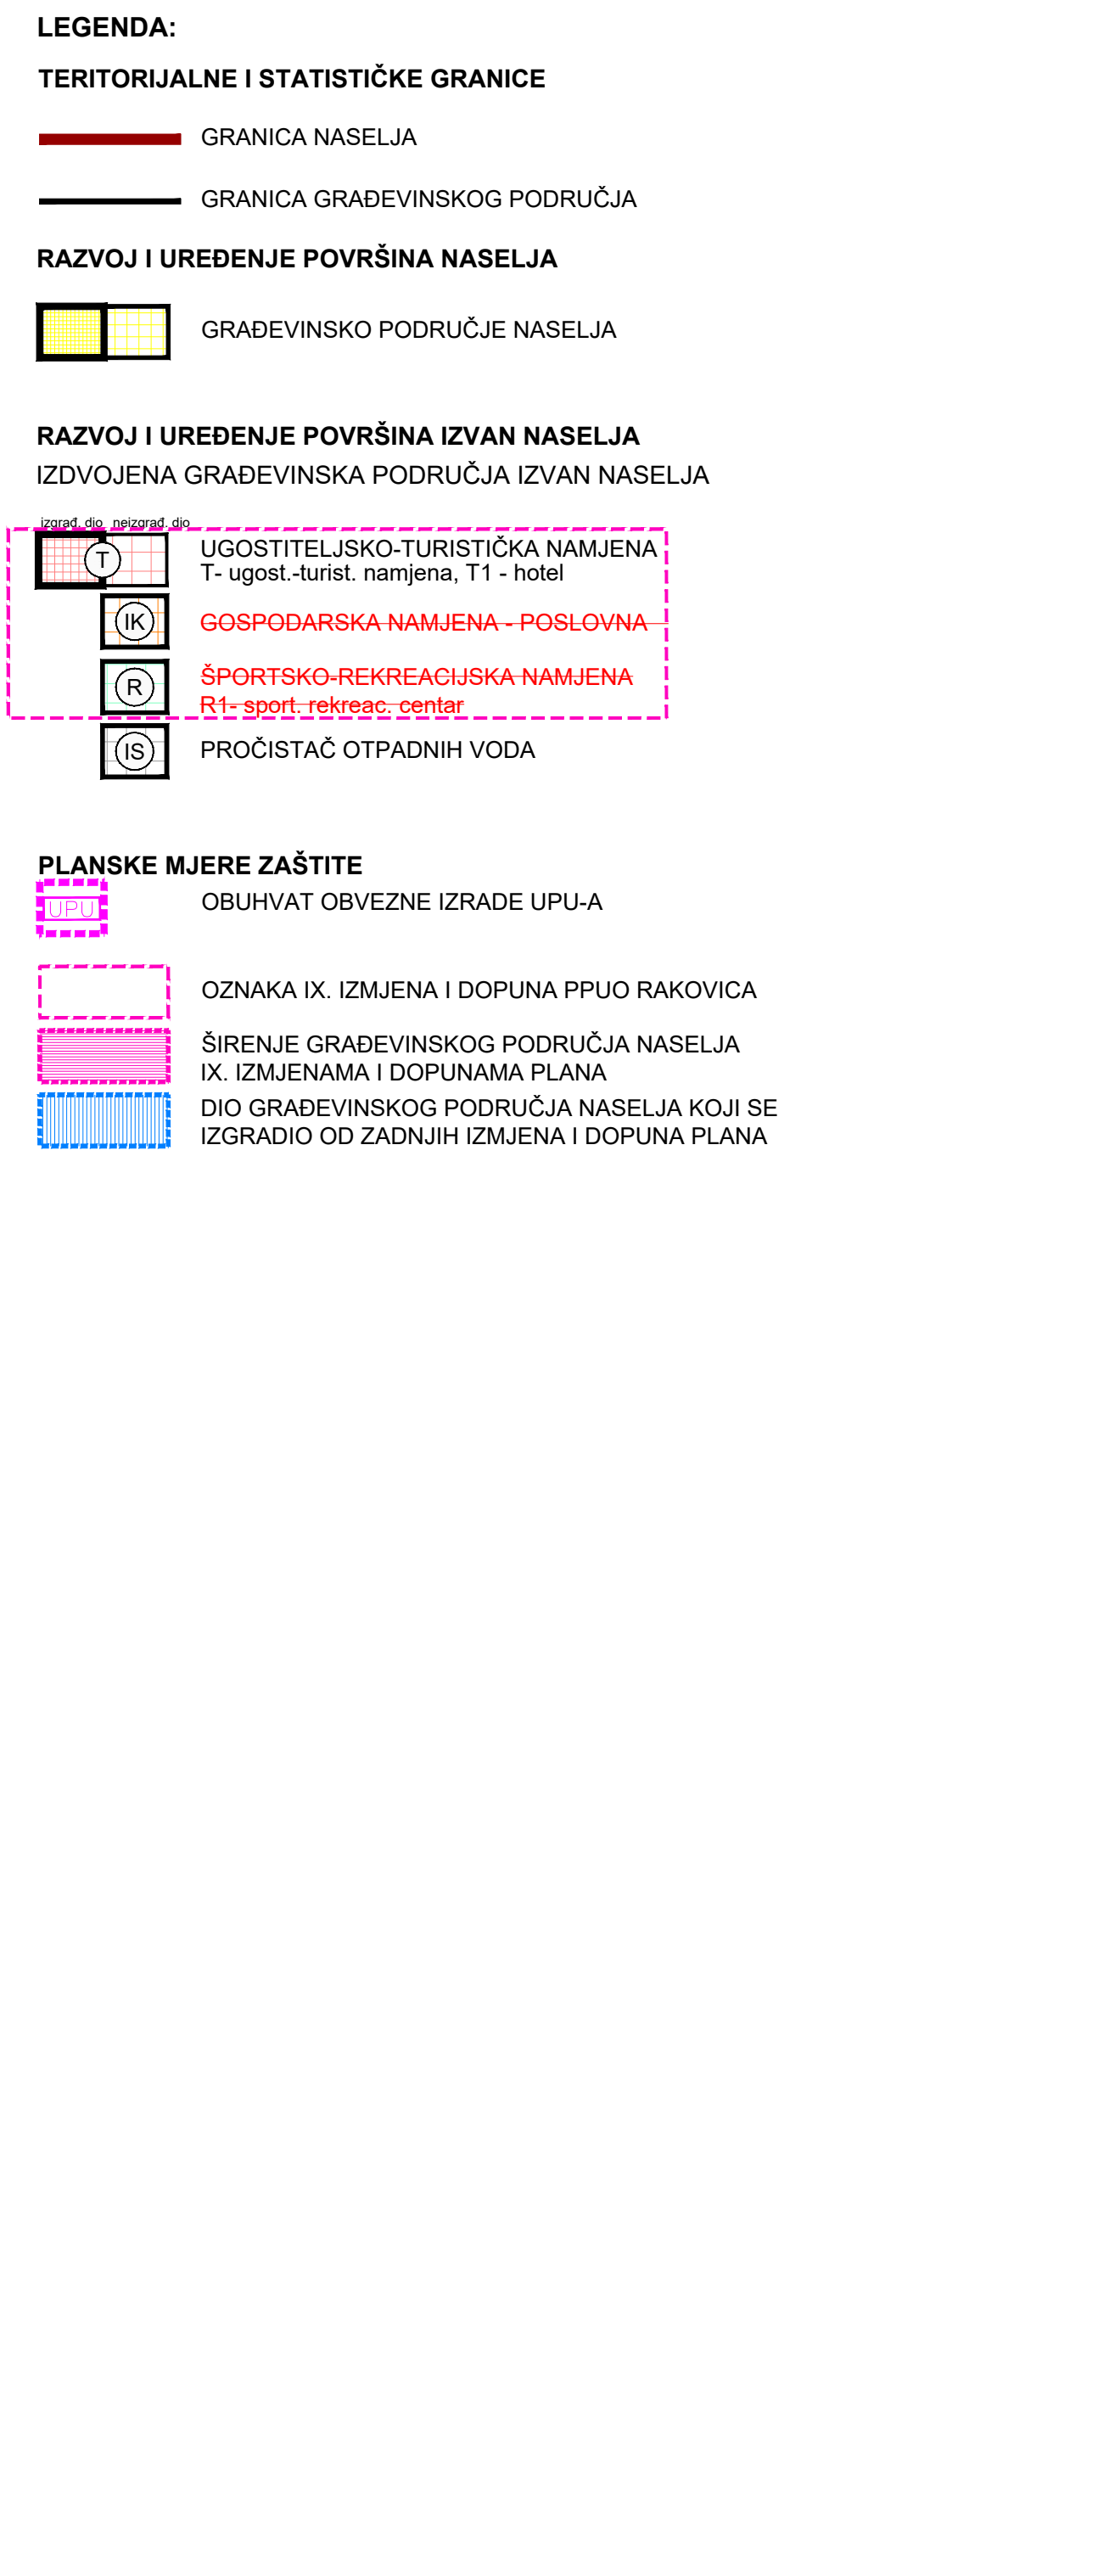 LEGENDA:
TERITORIJALNE I STATISTIČKE GRANICE
GRANICA NASELJA
GRANICA GRAĐEVINSKOG PODRUČJA
RAZVOJ I UREĐENJE POVRŠINA NASELJA
GRAĐEVINSKO PODRUČJE NASELJA
RAZVOJ I UREĐENJE POVRŠINA IZVAN NASELJA
IZDVOJENA GRAĐEVINSKA PODRUČJA IZVAN NASELJA
izgrađ. dio neizgrađ. dio
T UGOSTITELJSKO-TURISTIČKA NAMJENA
T- ugost.-turist. namjena, T1 - hotel
IK GOSPODARSKA NAMJENA - POSLOVNA
R ŠPORTSKO-REKREACIJSKA NAMJENA
R1- sport. rekreac. centar
IS PROČISTAČ OTPADNIH VODA
PLANSKE MJERE ZAŠTITE
UPU OBUHVAT OBVEZNE IZRADE UPU-A
OZNAKA IX. IZMJENA I DOPUNA PPUO RAKOVICA
ŠIRENJE GRAĐEVINSKOG PODRUČJA NASELJA
IX. IZMJENAMA I DOPUNAMA PLANA
DIO GRAĐEVINSKOG PODRUČJA NASELJA KOJI SE
IZGRADIO OD ZADNJIH IZMJENA I DOPUNA PLANA